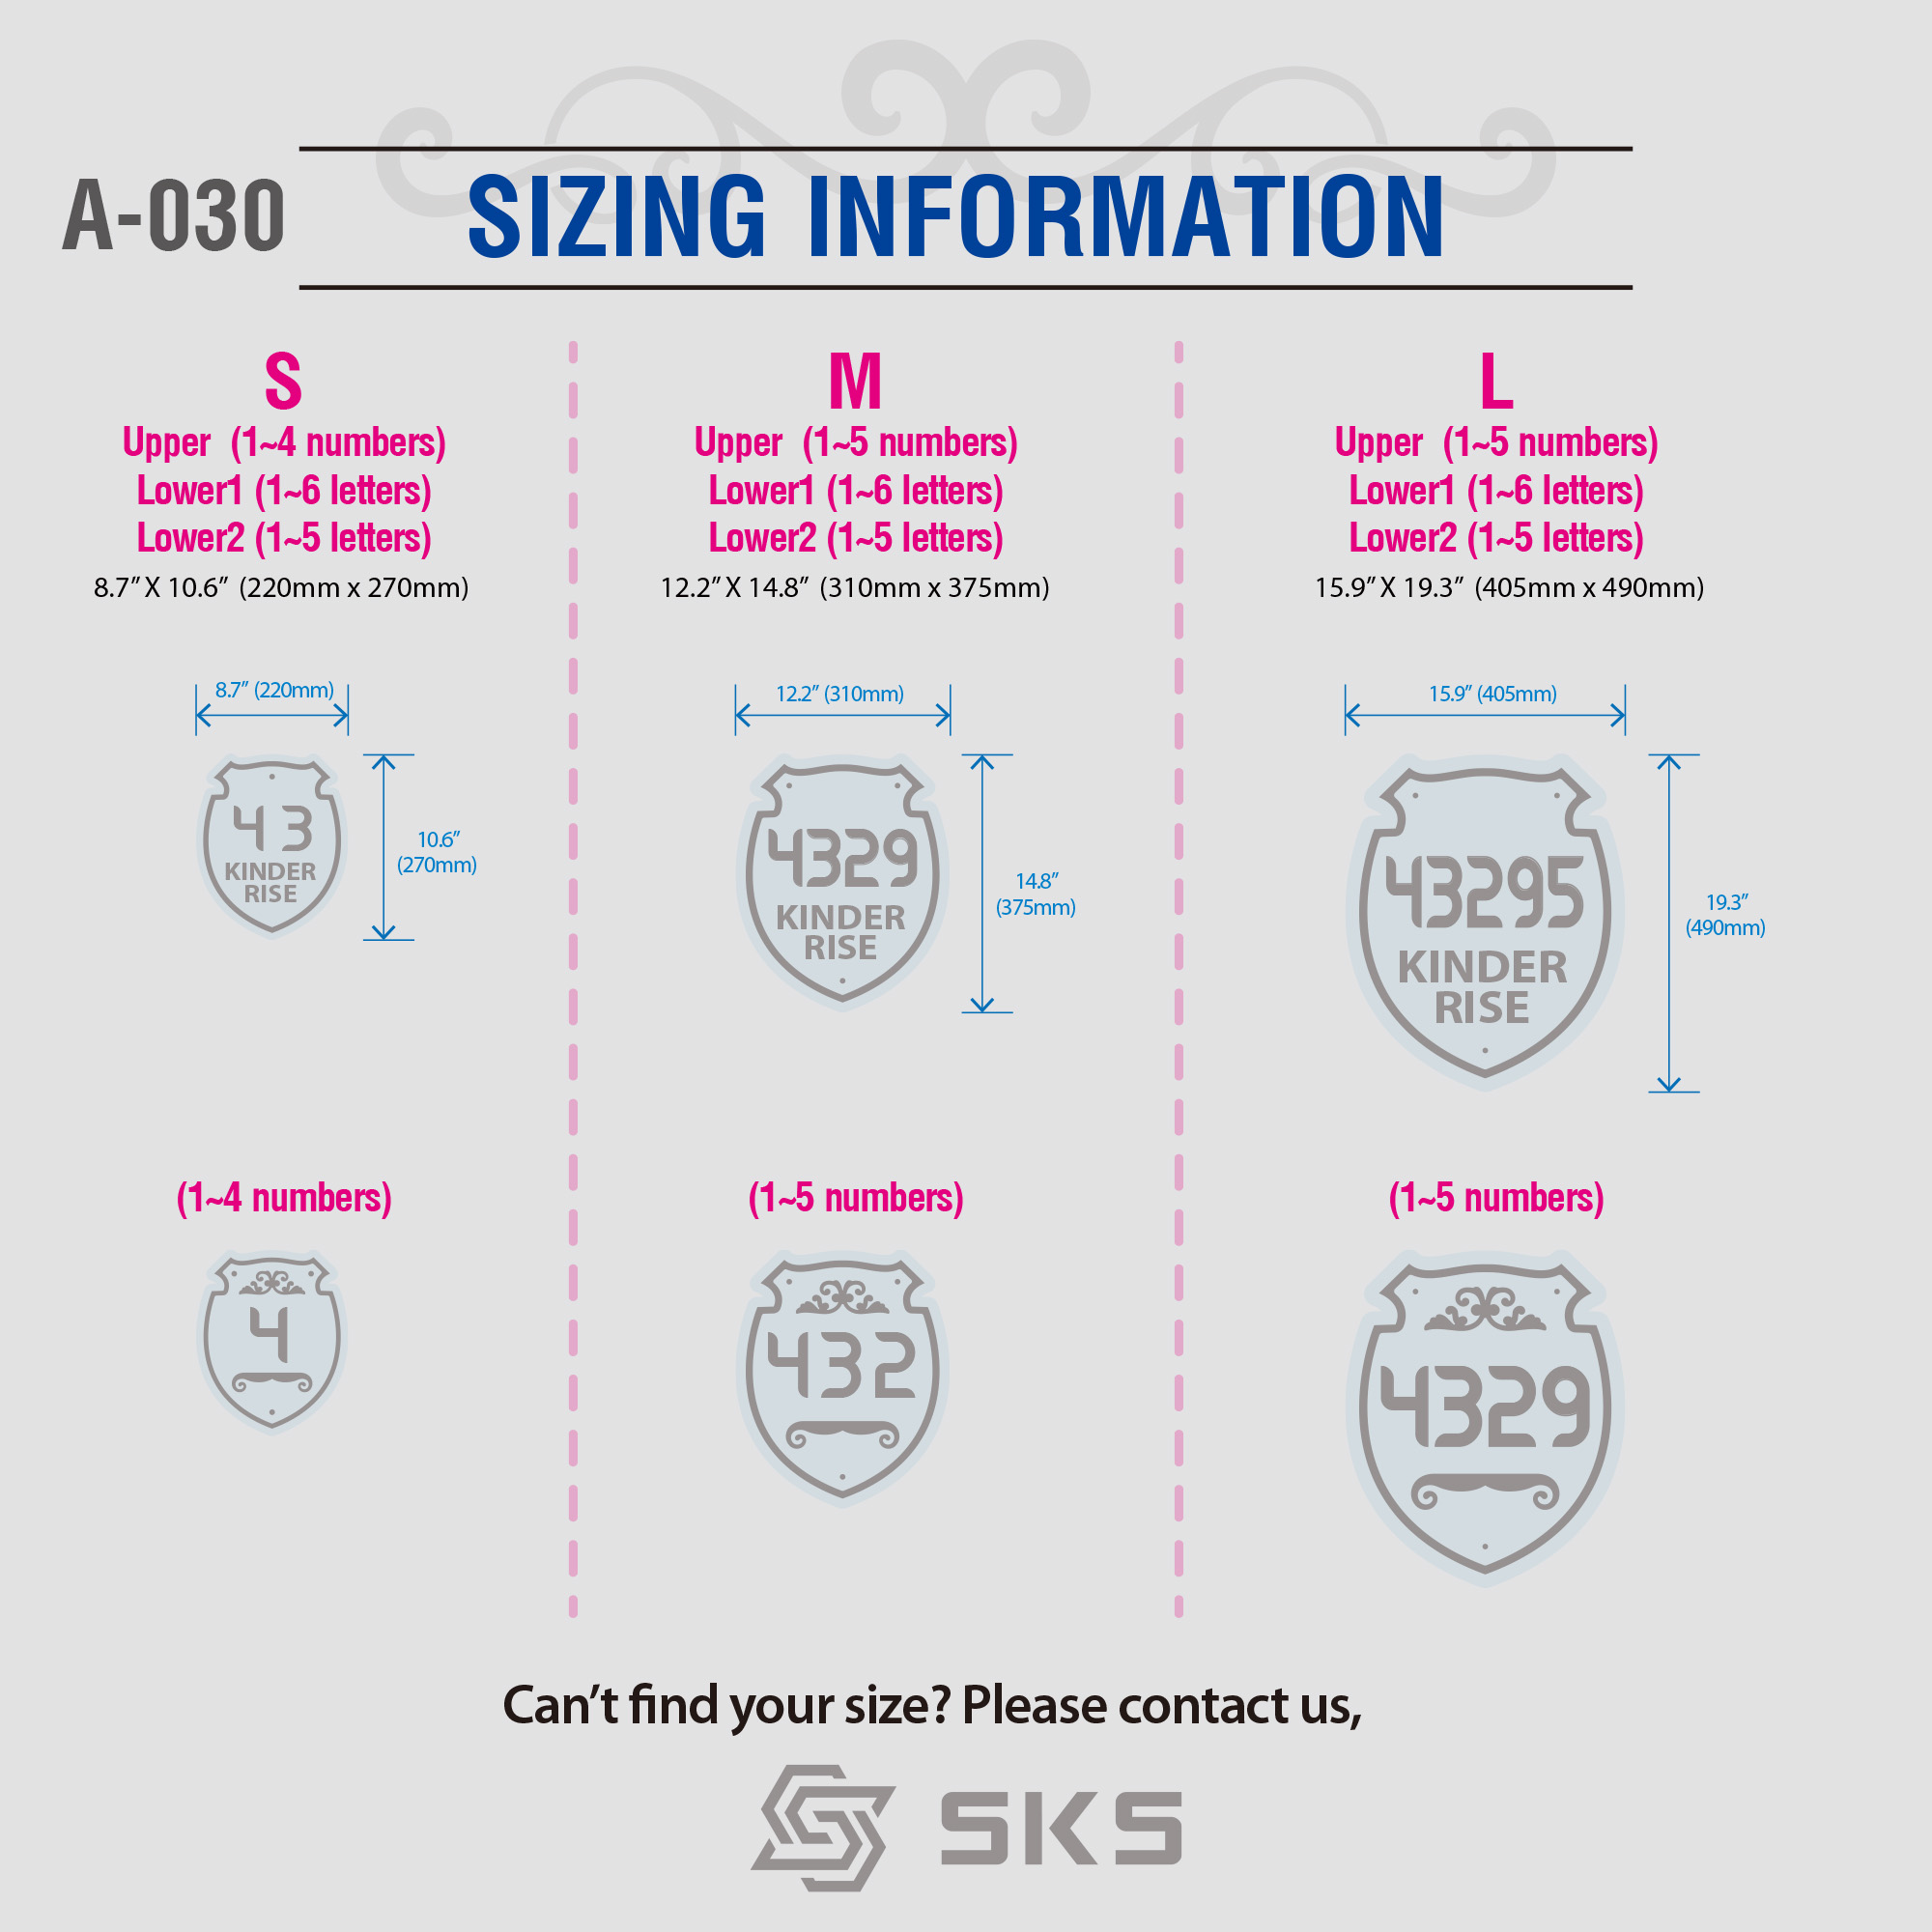 A-030
SIZING INFORMATION
S
Upper (1~4 numbers)
Lower1 (1~6 letters)
Lower2 (1~5 letters)
8.7” X 10.6” (220mm x 270mm)
8.7” (220mm)
10.6”
(270mm)
43
KINDER
RISE
(1~4 numbers)
4
M
Upper (1~5 numbers)
Lower1 (1~6 letters)
Lower2 (1~5 letters)
12.2” X 14.8” (310mm x 375mm)
12.2” (310mm)
14.8”
(375mm)
4329
KINDER
RISE
(1~5 numbers)
432
L
Upper (1~5 numbers)
Lower1 (1~6 letters)
Lower2 (1~5 letters)
15.9” X 19.3” (405mm x 490mm)
15.9” (405mm)
19.3”
(490mm)
43295
KINDER
RISE
(1~5 numbers)
4329
Can’t find your size? Please contact us,
SKS